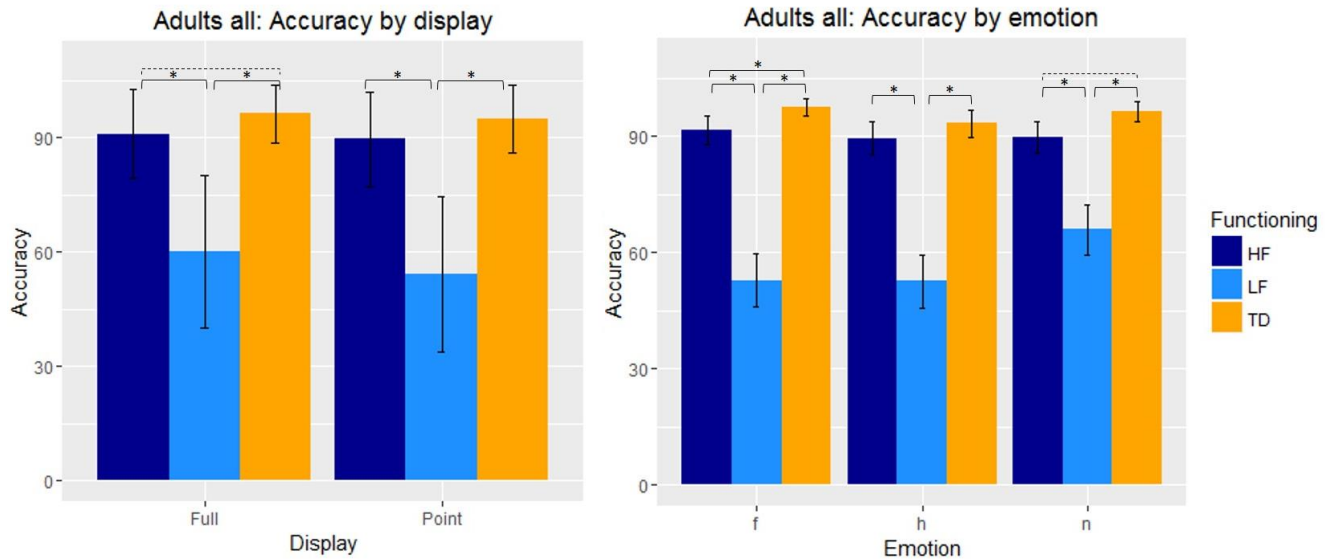 Adults all: Accuracy by display
* * * *
90
60
30
0
Accuracy
Full Point
Display
Adults all: Accuracy by emotion
*
* * * * * *
90
60
30
0
Accuracy
f h n
Emotion
Functioning
HF
LF
TD